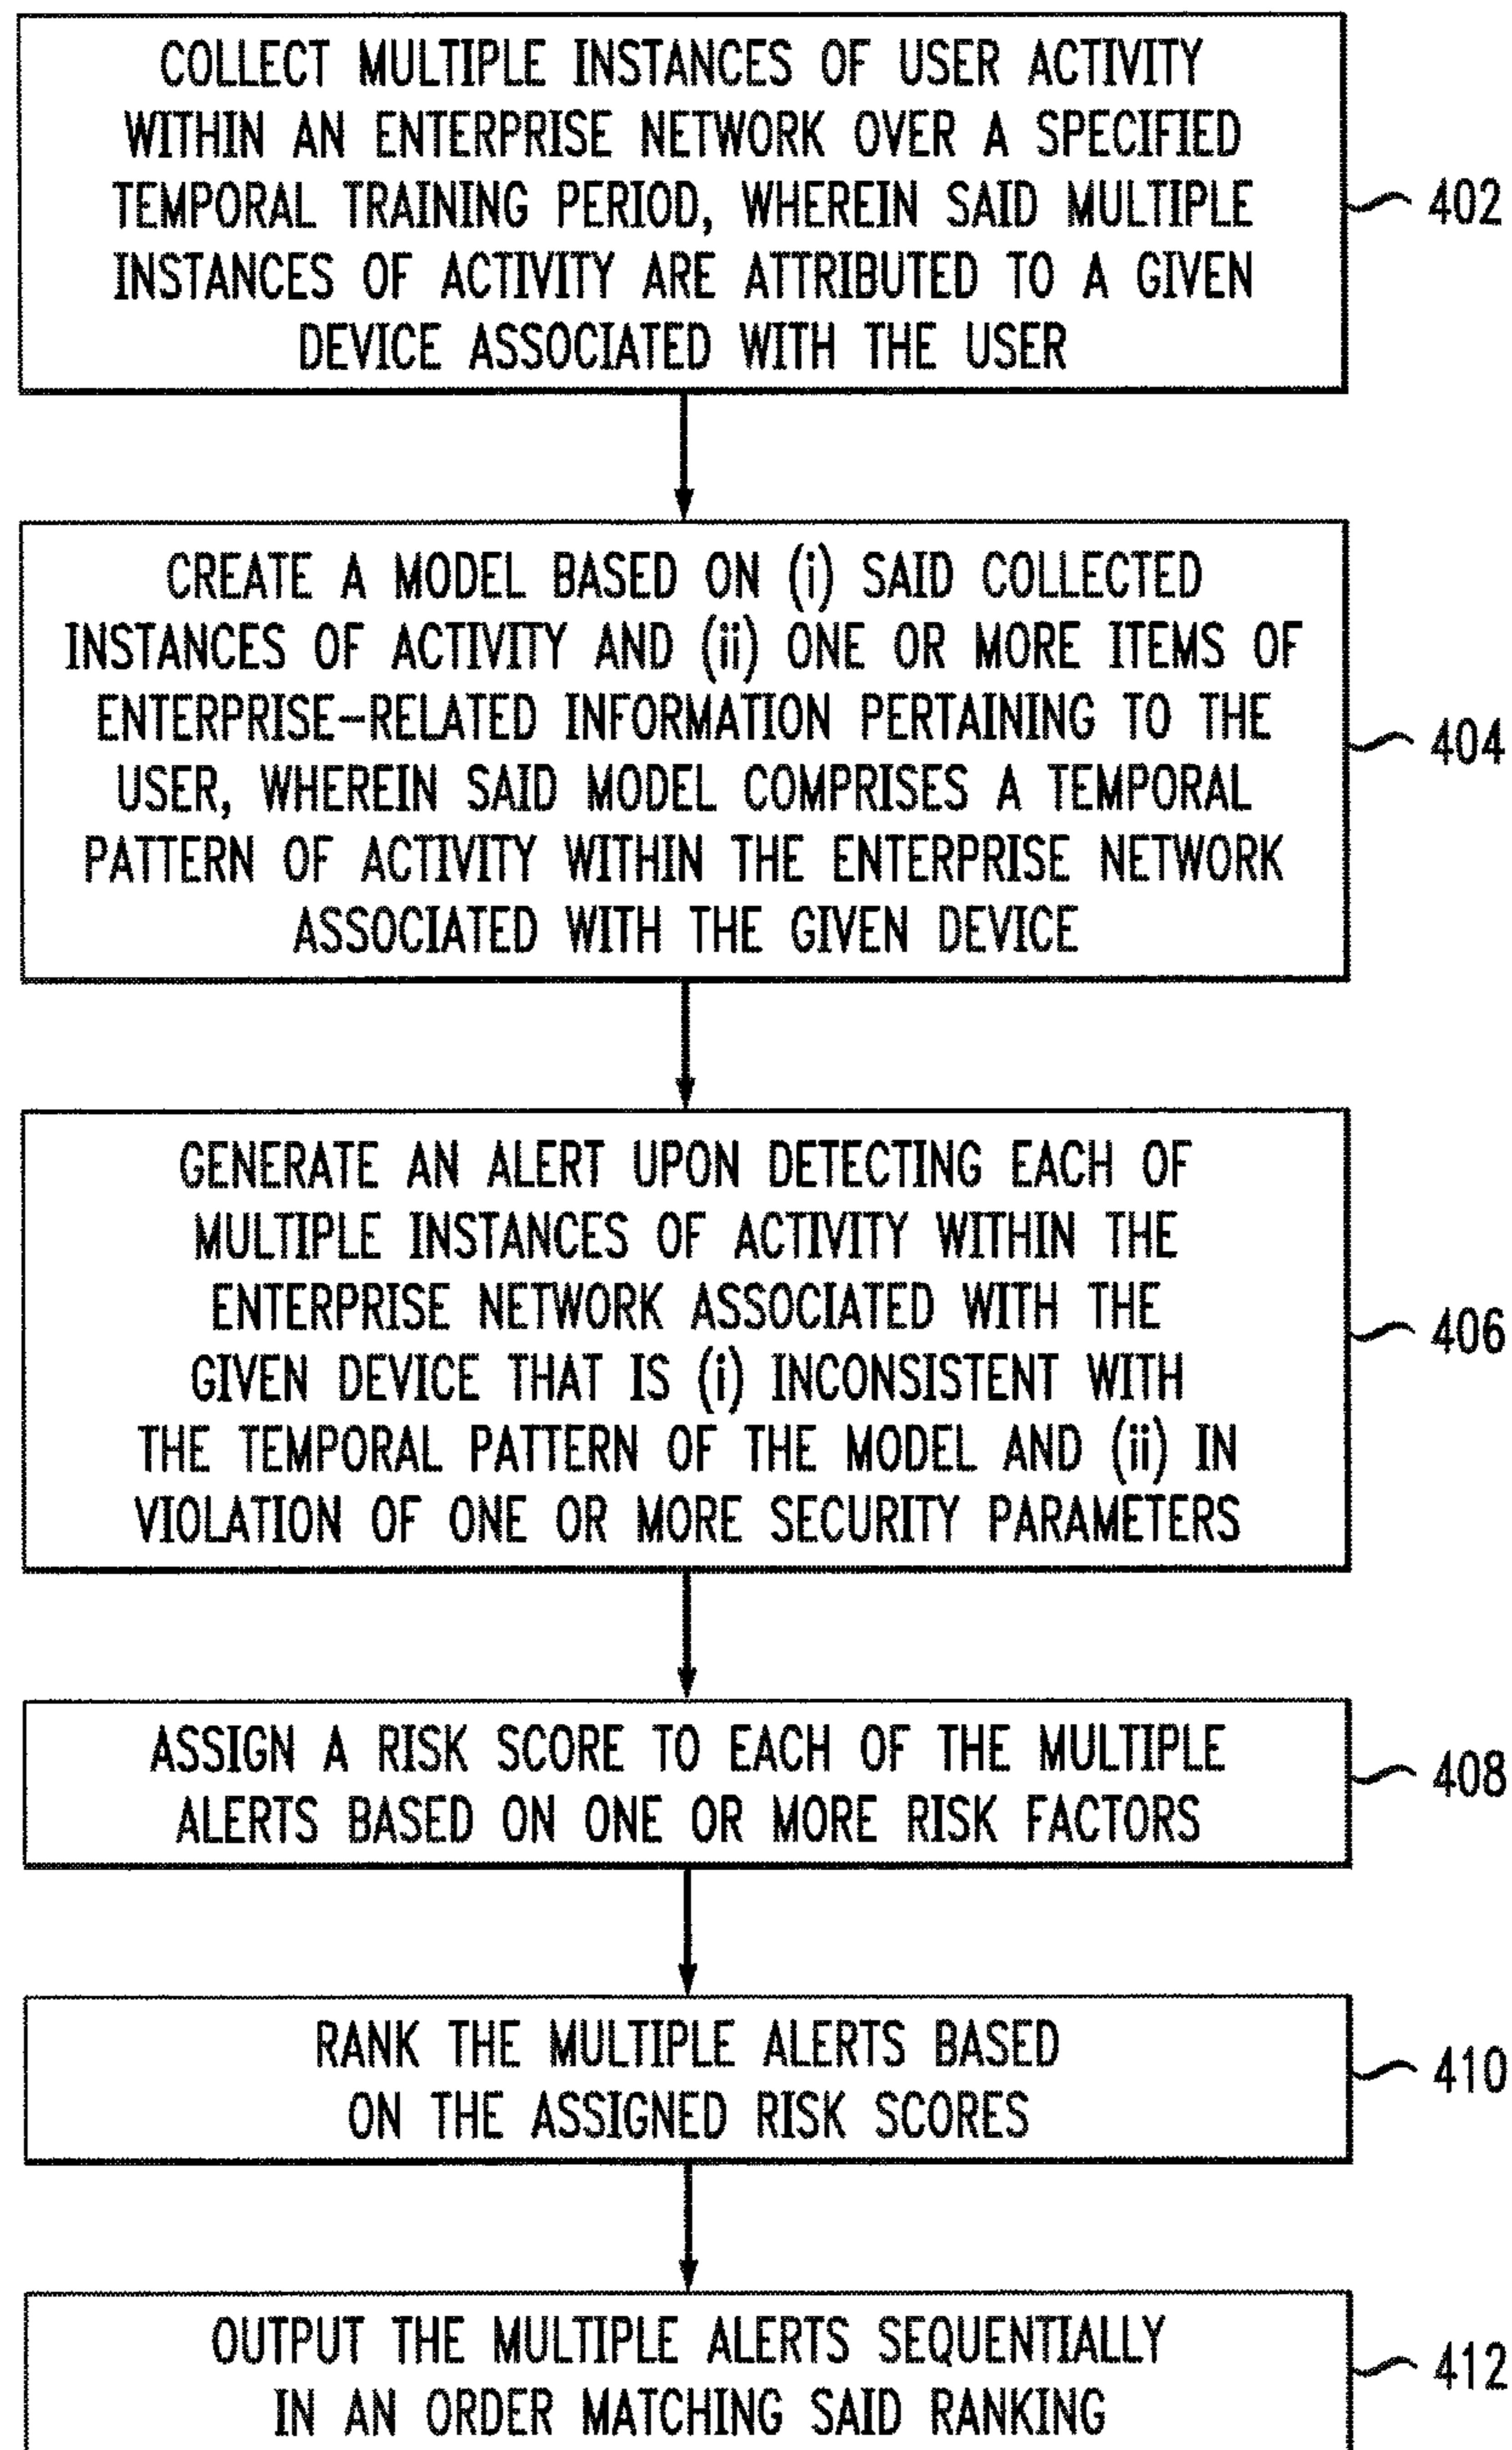 COLLECT MULTIPLE INSTANCES OF USER ACTIVITY
WITHIN AN ENTERPRISE NETWORK OVER A SPECIFIED
TEMPORAL TRAINING PERIOD, WHEREIN SAID MULTIPLE
INSTANCES OF ACTIVITY ARE ATTRIBUTED TO A GIVEN
DEVICE ASSOCIATED WITH THE USER
402
CREATE A MODEL BASED ON (i) SAID COLLECTED
INSTANCES OF ACTIVITY AND (ii) ONE OR MORE ITEMS OF
ENTERPRISE-RELATED INFORMATION PERTAINING TO THE
USER, WHEREIN SAID MODEL COMPRISES A TEMPORAL
PATTERN OF ACTIVITY WITHIN THE ENTERPRISE NETWORK
ASSOCIATED WITH THE GIVEN DEVICE
404
GENERATE AN ALERT UPON DETECTING EACH OF
MULTIPLE INSTANCES OF ACTIVITY WITHIN THE
ENTERPRISE NETWORK ASSOCIATED WITH THE
GIVEN DEVICE THAT IS (i) INCONSISTENT WITH
THE TEMPORAL PATTERN OF THE MODEL AND (ii) IN
VIOLATION OF ONE OR MORE SECURITY PARAMETERS
406
ASSIGN A RISK SCORE TO EACH OF THE MULTIPLE
ALERTS BASED ON ONE OR MORE RISK FACTORS
408
RANK THE MULTIPLE ALERTS BASED
ON THE ASSIGNED RISK SCORES
410
OUTPUT THE MULTIPLE ALERTS SEQUENTIALLY
IN AN ORDER MATCHING SAID RANKING
412